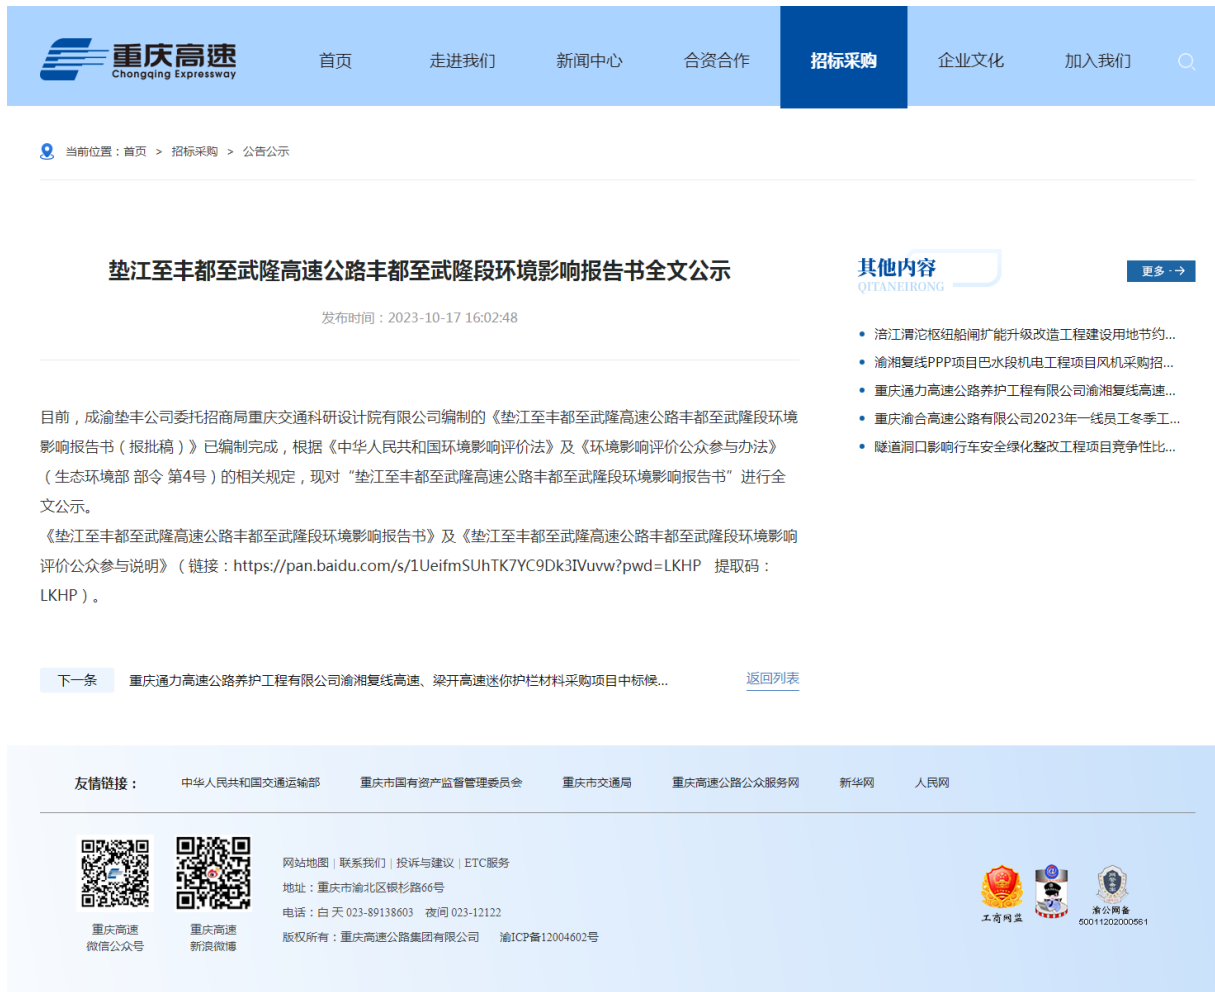 重庆高速
Chongqing Expressway
首页
走进我们
新闻中心
合资合作
招标采购
企业文化
加入我们
当前位置：首页 > 招标采购 > 公告公示
垫江至丰都至武隆高速公路丰都至武隆段环境影响报告书全文公示
发布时间：2023-10-17 16:02:48
目前，成渝垫丰公司委托招商局重庆交通科研设计院有限公司编制的《垫江至丰都至武隆高速公路丰都至武隆段环境
影响报告书（报批稿）》已编制完成，根据《中华人民共和国环境影响评价法》及《环境影响评价公众参与办法》
（生态环境部 部令 第4号）的相关规定，现对“垫江至丰都至武隆高速公路丰都至武隆段环境影响报告书”进行全
文公示。
《垫江至丰都至武隆高速公路丰都至武隆段环境影响报告书》及《垫江至丰都至武隆高速公路丰都至武隆段环境影响
评价公众参与说明》（链接：https://pan.baidu.com/s/1UeifmSUhTK7YC9Dk3IVuvw?pwd=LKHP 提取码：
LKHP）。
下一条
重庆通力高速公路养护工程有限公司渝湘复线高速、梁开高速迷你护栏材料采购项目中标候...
返回列表
其他内容
QITANEIRONG
更多 ·→
涪江渭沱枢纽船闸扩能升级改造工程建设用地节约...
渝湘复线PPP项目巴水段机电工程项目风机采购招...
重庆通力高速公路养护工程有限公司渝湘复线高速...
重庆渝合高速公路有限公司2023年一线员工冬季工...
隧道洞口影响行车安全绿化整改工程项目竞争性比...
友情链接：
中华人民共和国交通运输部
重庆市国有资产监督管理委员会
重庆市交通局
重庆高速公路公众服务网
新华网
人民网
重庆高速
微信公众号
重庆高速
新浪微博
网站地图 | 联系我们 | 投诉与建议 | ETC服务
地址：重庆市渝北区银杉路66号
电话：白 天 023-89138603 夜间 023-12122
版权所有：重庆高速公路集团有限公司 渝ICP备12004602号
工商网监
渝公网备
50011202000561